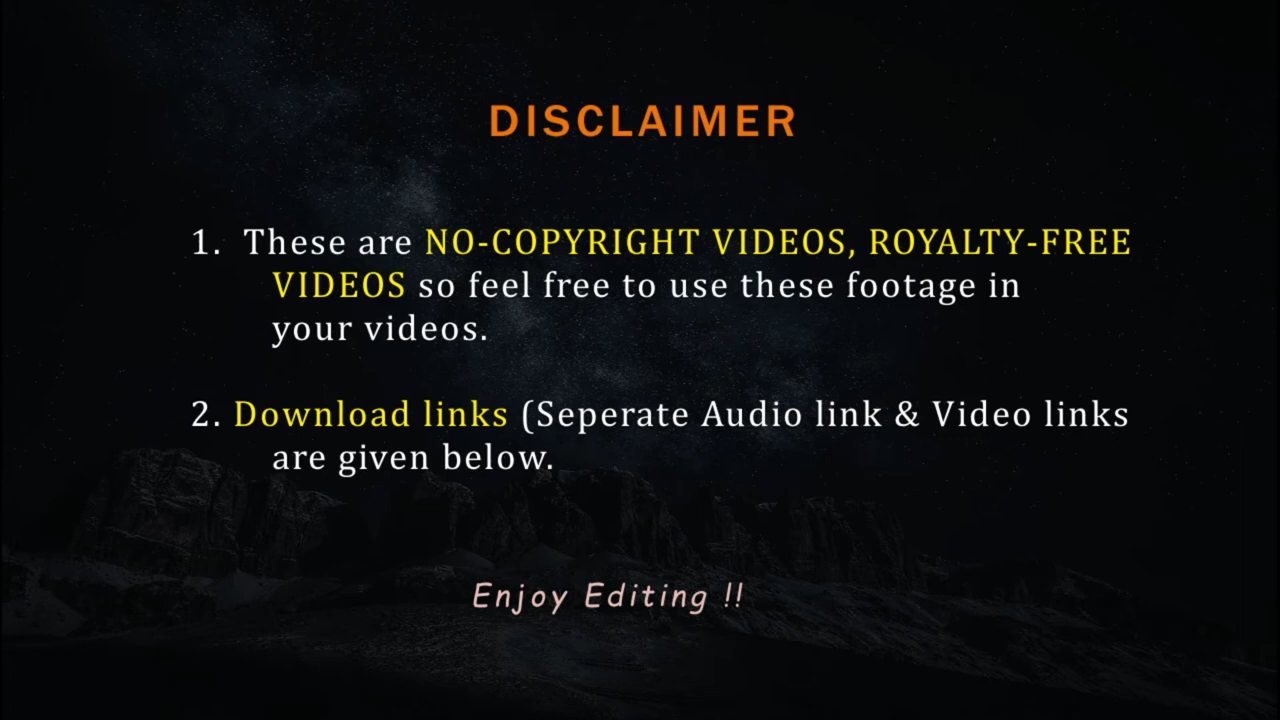 DISCLAIMER
1. These are NO-COPYRIGHT VIDEOS, ROYALTY-FREE
VIDEOS so feel free to use these footage in
your videos.
2. Download links (Seperate Audio link & Video links
are given below.
Enjoy Editing !!